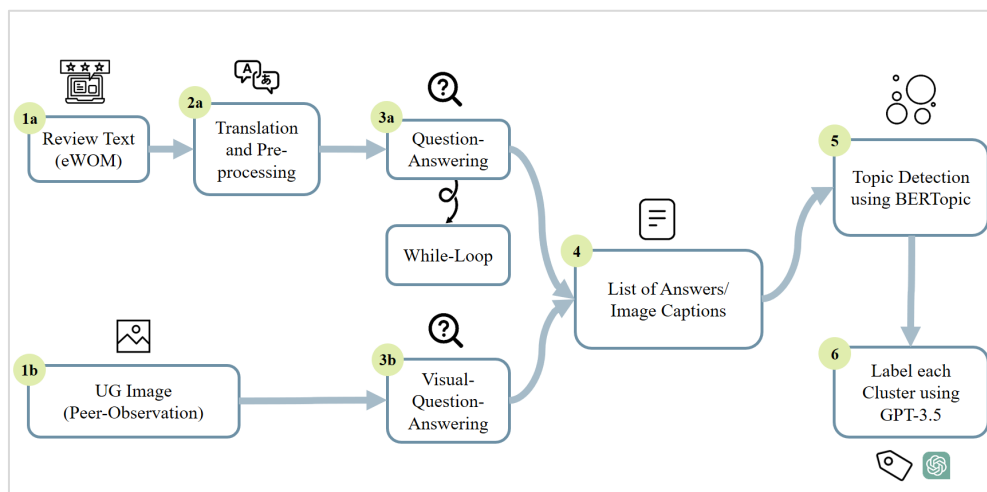 1a
Review Text
(eWOM)
2a
A
あ
Translation
and Pre-
processing
3a
?
Question-
Answering
While-Loop
1b
UG Image
(Peer-Observation)
3b
?
Visual-
Question-
Answering
4
List of Answers/
Image Captions
5
Topic Detection
using BERTopic
6
Label each
Cluster using
GPT-3.5